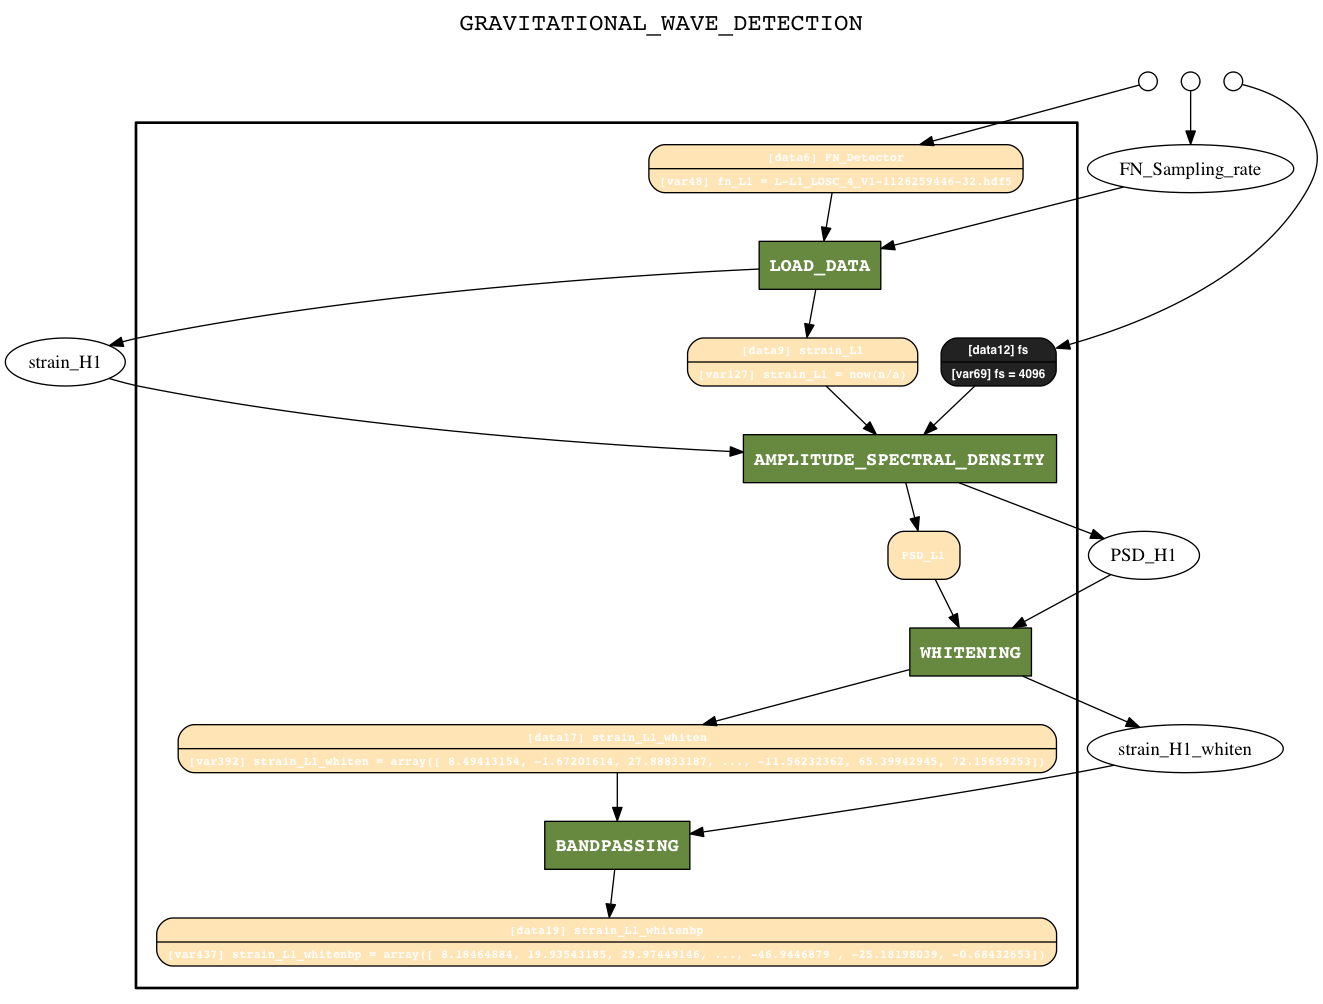 GRAVITATIONAL_WAVE_DETECTION
[data6] FN_Detector
[var48] fn_L1 = L-L1_LOSC_4_V1-1126259446-32.hdf5
FN_Sampling_rate
LOAD_DATA
strain_H1
[data9] strain_L1
[var127] strain_L1 = now(n/a)
[data12] fs
[var69] fs = 4096
AMPLITUDE_SPECTRAL_DENSITY
PSD_L1
PSD_H1
WHITENING
[data17] strain_L1_whiten
[var392] strain_L1_whiten = array([ 8.49413154, -1.67201614, 27.88833187, ..., -11.56232362, 65.39942945, 72.15659253])
strain_H1_whiten
BANDPASSING
[data19] strain_L1_whitenbp
[var437] strain_L1_whitenbp = array([ 8.18464884, 19.93543185, 29.97449146, ..., -46.9446879 , -25.18198039, -0.68432653])